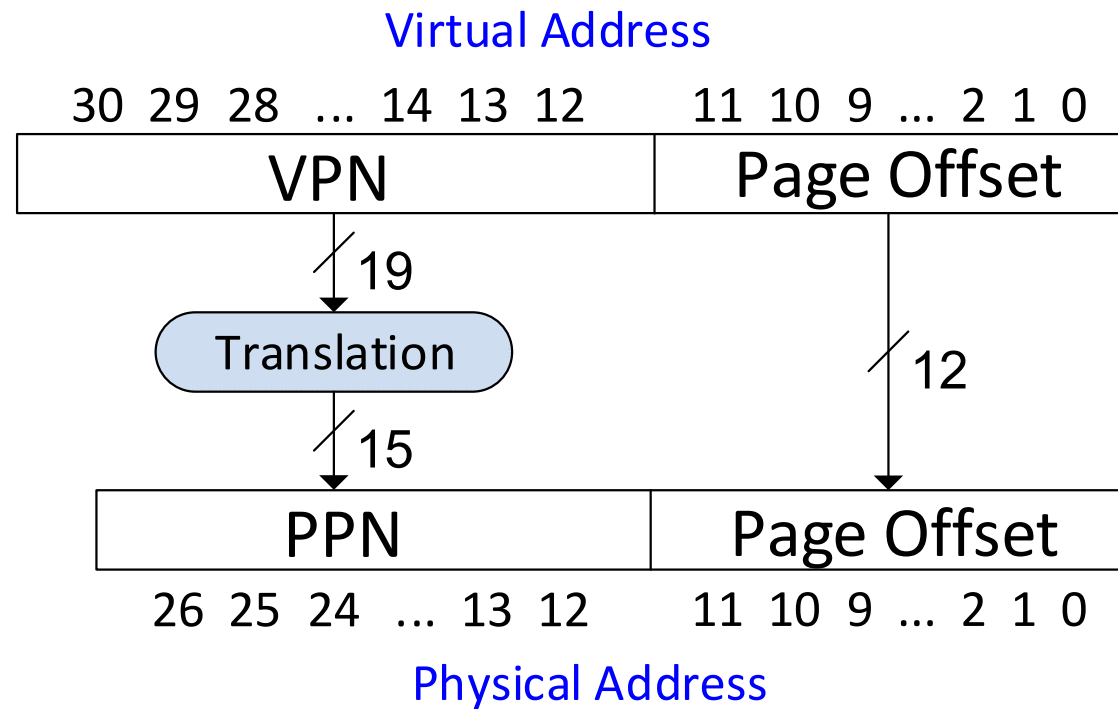 Virtual Address
30 29 28 ... 14 13 12 11 10 9 ... 2 1 0
VPN Page Offset
19
Translation
12
15
PPN Page Offset
26 25 24 ... 13 12 11 10 9 ... 2 1 0
Physical Address